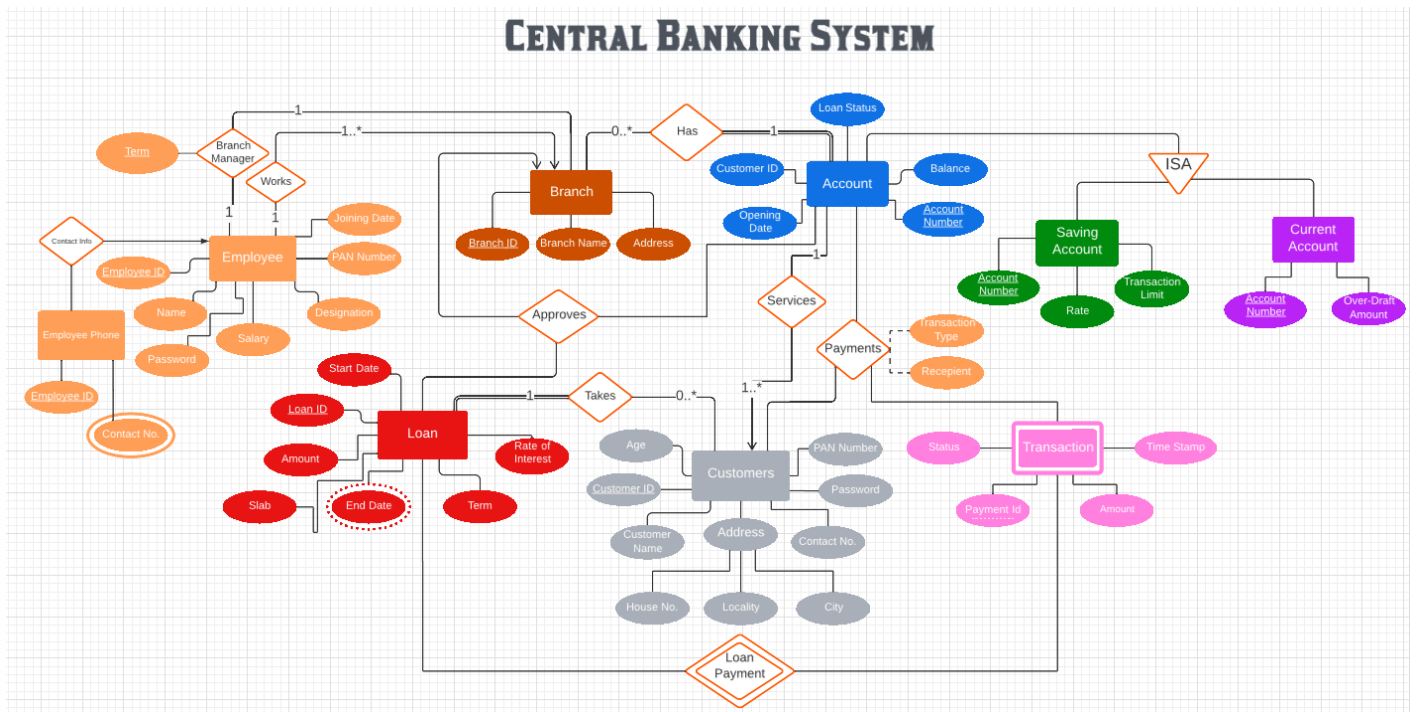 CENTRAL BANKING SYSTEM
Loan Status
1
1..*
0..*
Has
1
Term
Branch
Manager
Works
ISA
Customer ID
Account
Balance
Branch
1
1
Joining Date
Opening
Date
Account
Number
Contact Info
Employee
PAN Number
Branch ID
Branch Name
Address
Saving
Account
Current
Account
1
Employee ID
Account
Number
Transaction
Limit
Name
Designation
Approves
Services
Rate
Account
Number
Over-Draft
Amount
Employee Phone
Salary
Password
Payments
Transaction
Type
Recepient
Start Date
Employee ID
Loan ID
1
Takes
0..*
1..*
Contact No.
Loan
Amount
Rate of
Interest
Age
Customers
PAN Number
Status
Transaction
Time Stamp
Customer ID
Password
Slab
End Date
Term
Payment Id
Amount
Customer
Name
Address
Contact No.
House No.
Locality
City
Loan
Payment